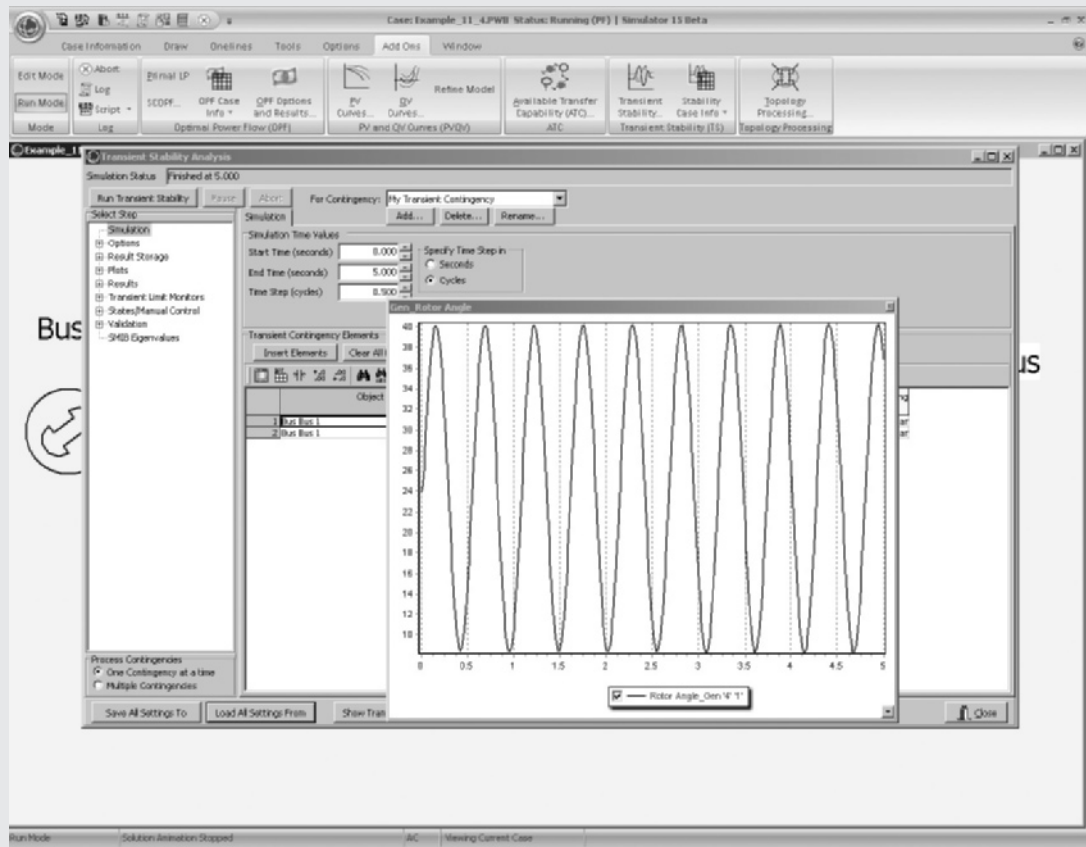 Case: Example_11_4.PWB Status: Running (PF) | Simulator 15 Beta
Case Information Draw Onelines Tools Options Add Ons Window
Edit Mode
Run Mode
Mode
Abort
Log
Script
Log
Primal LP
SCOPF...
OPF Case Info
OPF Options and Results...
Optimal Power Flow (OPF)
PV Curves...
QV Curves...
Refine Model
PV and QV Curves (PVQV)
Available Transfer Capability (ATC)...
ATC
Transient Stability...
Stability Case Info
Transient Stability (TS)
Topology Processing...
Topology Processing
Example_11
Transient Stability Analysis
Simulation Status Finished at 5.000
Run Transient Stability Pause Abort For Contingency: My Transient Contingency
Add... Delete... Rename...
Select Step
Simulation
Options
Result Storage
Plots
Results
Transient Limit Monitors
States/Manual Control
Validation
SMIB Eigenvalues
Simulation
Simulation Time Values
Start Time (seconds) 0.000
End Time (seconds) 5.000
Time Step (cycles) 0.500
Specify Time Step in
Seconds
Cycles
Transient Contingency Elements
Insert Elements Clear All
Object
1 Bus Bus 1
2 Bus Bus 1
Gen_Rotor Angle
40
38
36
34
32
30
28
26
24
22
20
18
16
14
12
10
0 0.5 1 1.5 2 2.5 3 3.5 4 4.5 5
Rotor Angle_Gen '4' '1'
Bus
us
Process Contingencies
One Contingency at a time
Multiple Contingencies
Save All Settings To Load All Settings From Show Tran Close
Run Mode Solution Animation Stopped AC Viewing Current Case